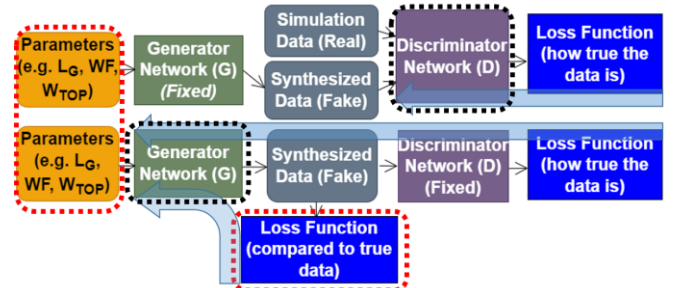 Parameters
(e.g. LG, WF,
WTOP)
Generator
Network (G)
(Fixed)
Simulation
Data (Real)
Synthesized
Data (Fake)
Discriminator
Network (D)
Loss Function
(how true the
data is)
Parameters
(e.g. LG,
WF, WTOP)
Generator
Network (G)
Synthesized
Data (Fake)
Discriminator
Network (D)
(Fixed)
Loss Function
(how true the
data is)
Loss Function
(compared to true
data)